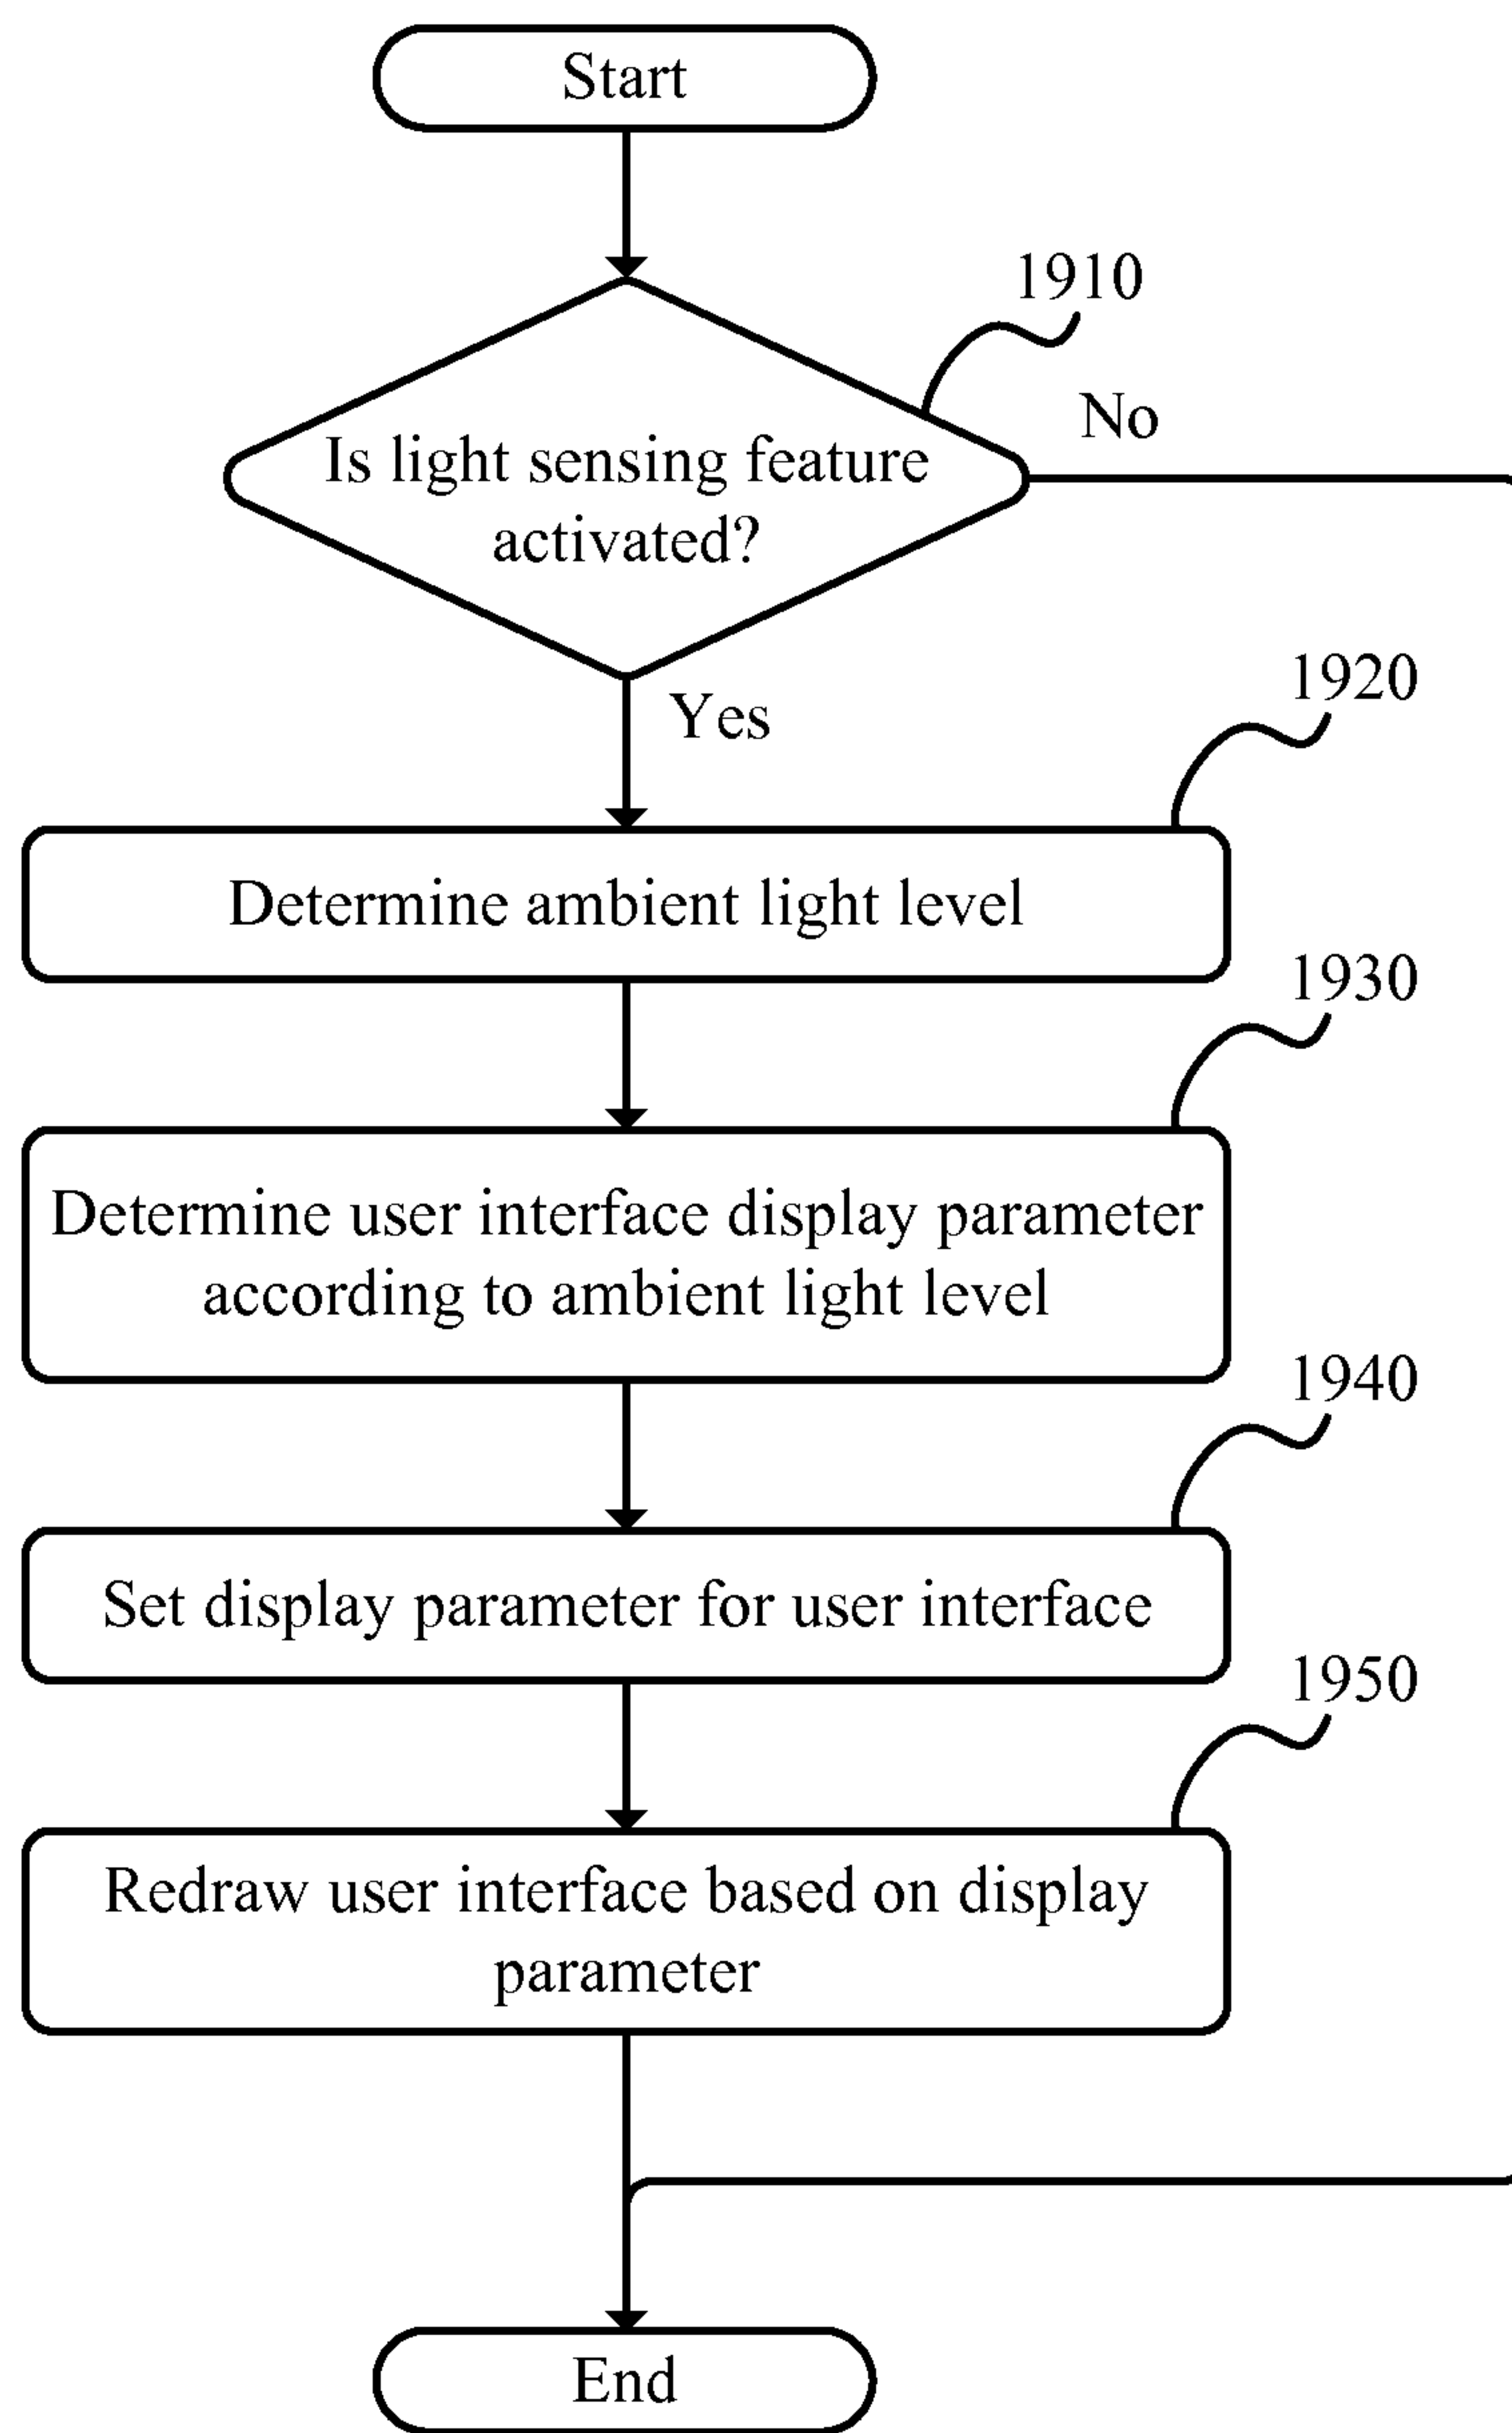 Start
1910
No
Is light sensing feature
activated?
Yes
1920
Determine ambient light level
1930
Determine user interface display parameter
according to ambient light level
1940
Set display parameter for user interface
1950
Redraw user interface based on display
parameter
End